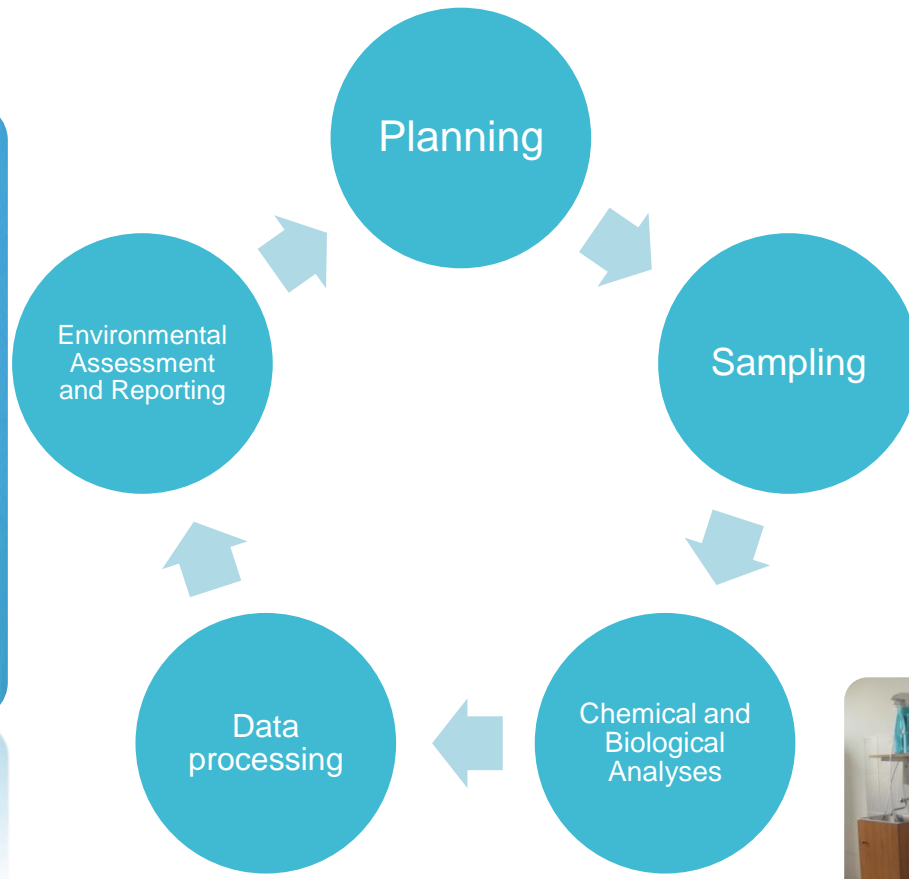 Planning
Sampling
Chemical and
Biological
Analyses
Data
processing
Environmental
Assessment
and Reporting